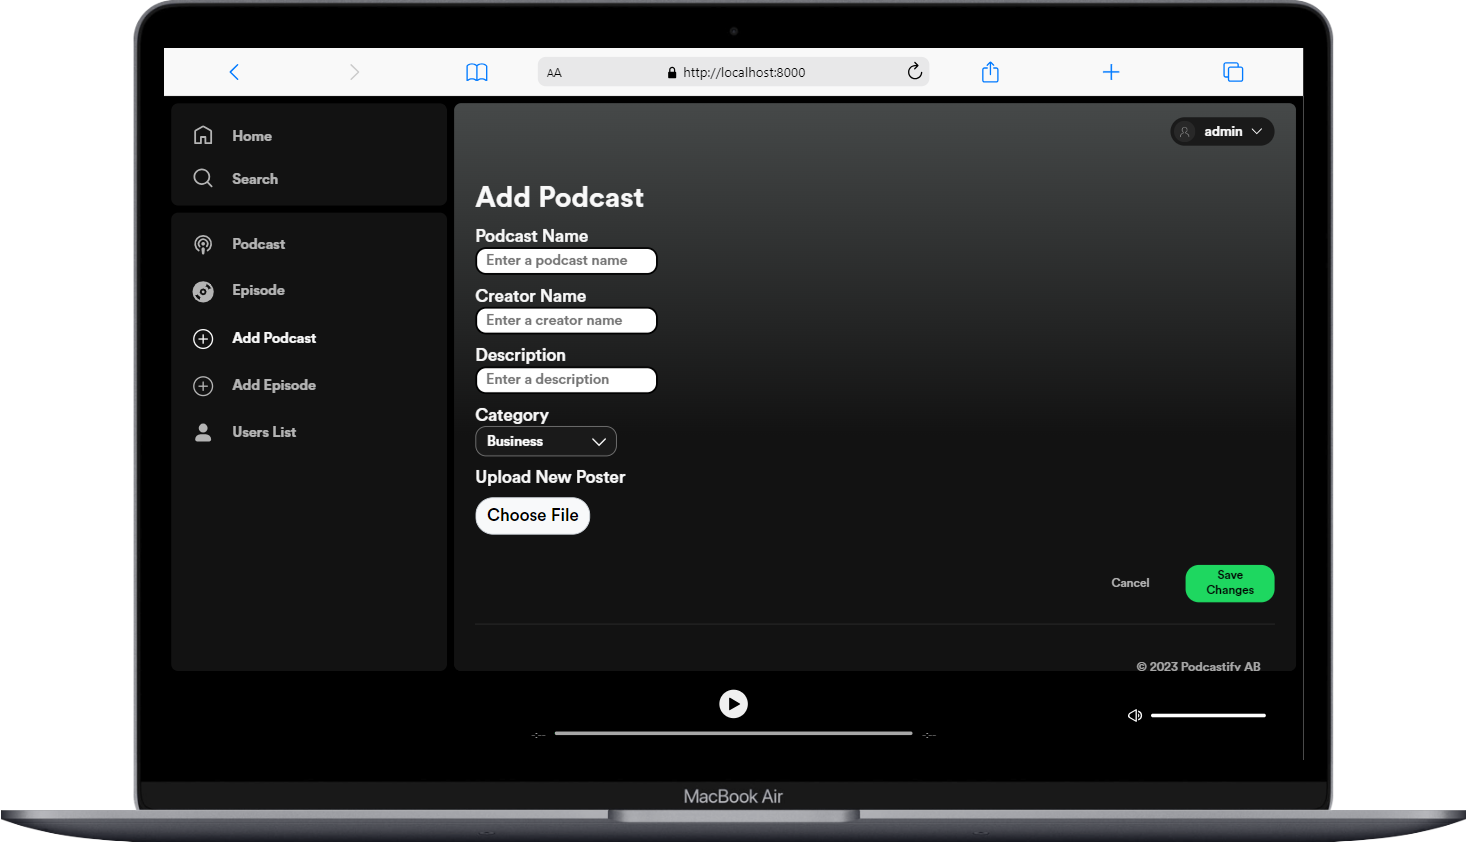 AA
http://localhost:8000
Home
Search
Podcast
Episode
Add Podcast
Add Episode
Users List
admin
Add Podcast
Podcast Name
Enter a podcast name
Creator Name
Enter a creator name
Description
Enter a description
Category
Business
Upload New Poster
Choose File
Cancel
Save
Changes
© 2023 Podcastify AB
-:--
-:--
MacBook Air